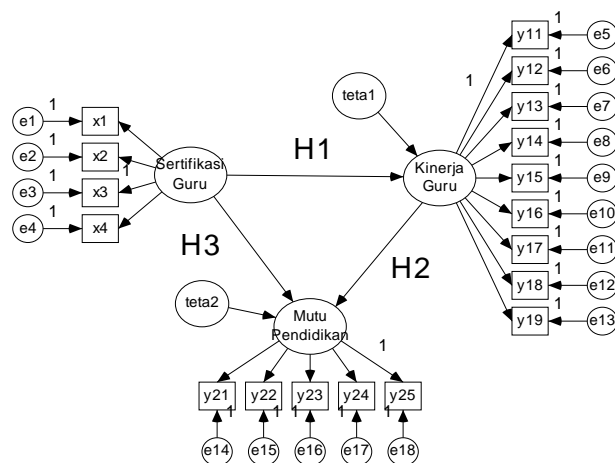 1
y11
e5
1
1
y12
e6
1
teta1
y13
e7
1
e1
1
x1
y14
e8
1
e2
1
x2
Sertifikasi
Guru
H1
Kinerja
Guru
y15
e9
1
e3
1
x3
1
y16
e10
1
e4
1
x4
y17
e11
1
H3
H2
y18
e12
1
teta2
y19
e13
Mutu
Pendidikan
1
y21
y22
y23
y24
y25
1
1
1
1
1
e14
e15
e16
e17
e18